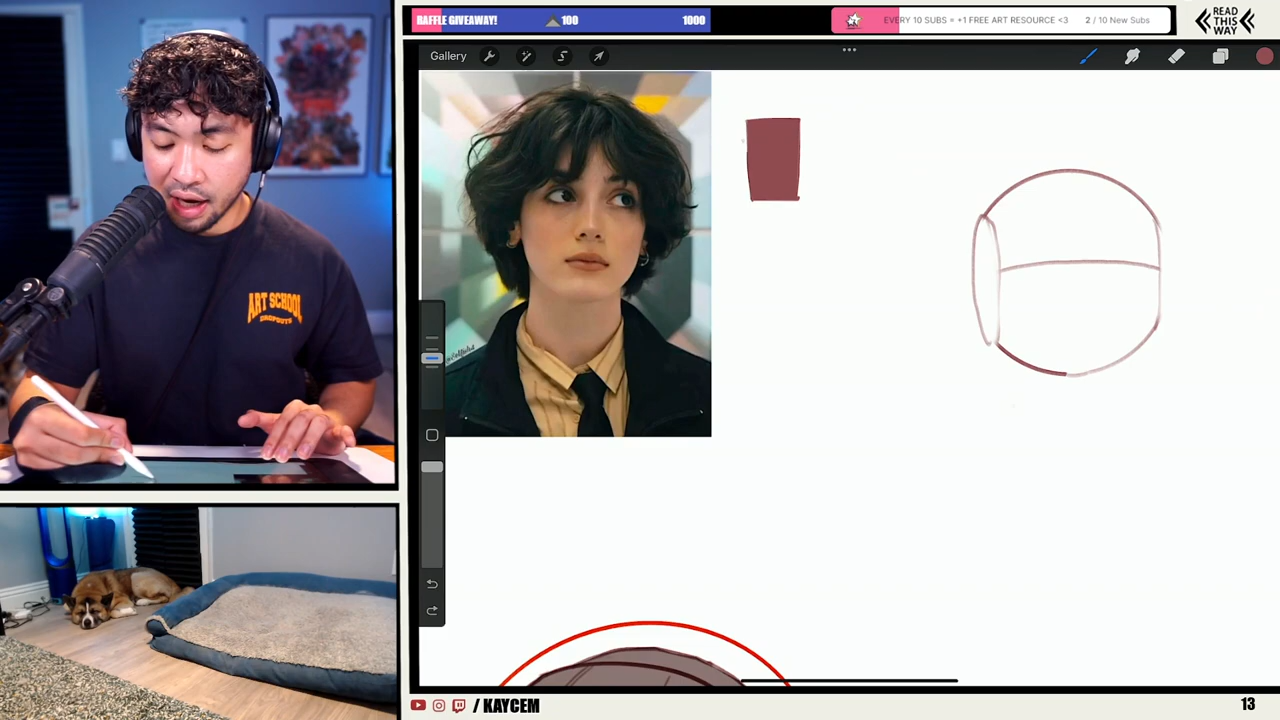 RAFFLE GIVEAWAY! 100 1000
EVERY 10 SUBS = +1 FREE ART RESOURCE <3 2 / 10 New Subs
READ
THIS
WAY
Gallery
ART SCHOOL
DROPOUTS
/ KAYCEM
13